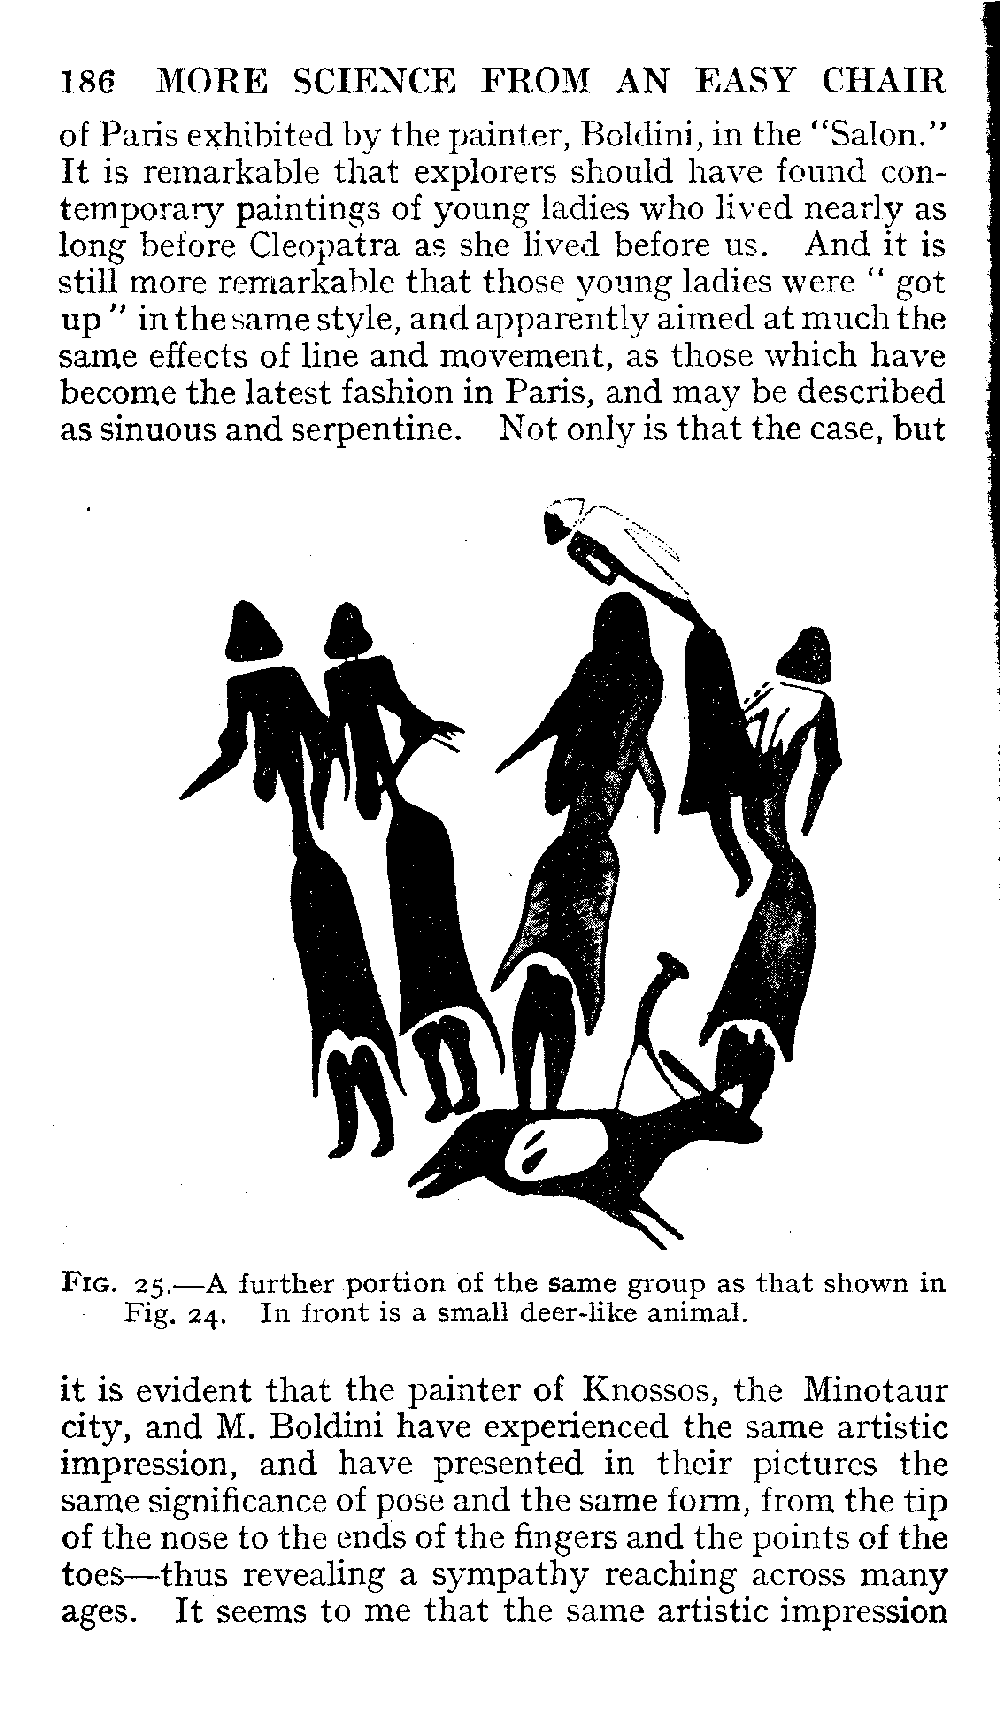 186 MORE SCIENCE FROM AN EASY CHAIR
of Paris exhibited by the painter, Boldini, in the “Salon.”
It is remarkable that explorers should have found con-
temporary paintings of young ladies who lived nearly as
long before Cleopatra as she lived before us. And it is
still more remarkable that those young ladies were “ got
up ” in the same style, and apparently aimed at much the
same effects of line and movement, as those which have
become the latest fashion in Paris, and may be described
as sinuous and serpentine. Not only is that the case, but
FIG. 25.—A further portion of the same group as that shown in
Fig. 24. In front is a small deer-like animal.
it is evident that the painter of Knossos, the Minotaur
city, and M. Boldini have experienced the same artistic
impression, and have presented in their pictures the
same significance of pose and the same form, from the tip
of the nose to the ends of the fingers and the points of the
toes—thus revealing a sympathy reaching across many
ages. It seems to me that the same artistic impression